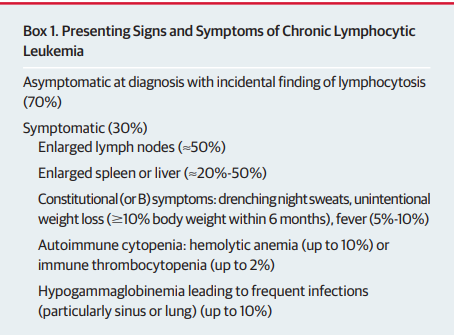 Box 1. Presenting Signs and Symptoms of Chronic Lymphocytic
Leukemia
Asymptomatic at diagnosis with incidental finding of lymphocytosis
(70%)
Symptomatic (30%)
Enlarged lymph nodes (≈50%)
Enlarged spleen or liver (≈20%-50%)
Constitutional (or B) symptoms: drenching night sweats, unintentional
weight loss (≥10% body weight within 6 months), fever (5%-10%)
Autoimmune cytopenia: hemolytic anemia (up to 10%) or
immune thrombocytopenia (up to 2%)
Hypogammaglobinemia leading to frequent infections
(particularly sinus or lung) (up to 10%)